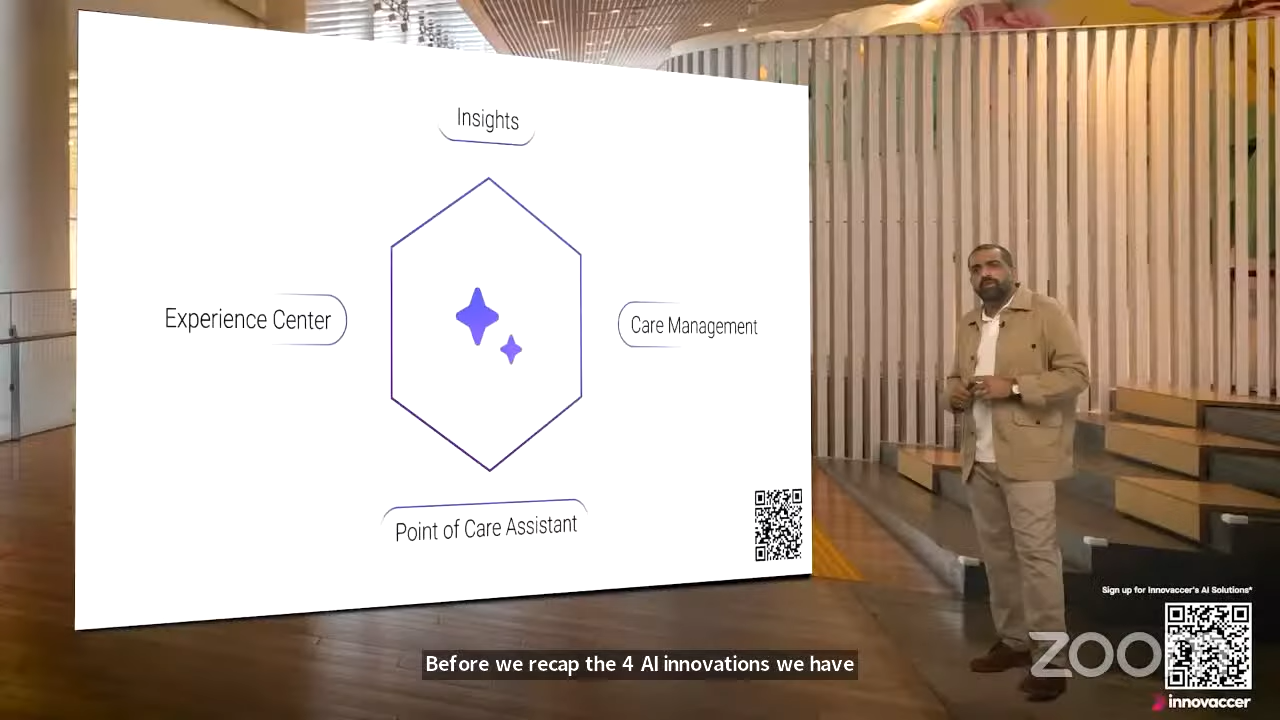 Insights
Experience Center
Care Management
Point of Care Assistant
Sign up for Innovaccer's AI Solutions*
Before we recap the 4 AI innovations we have
zoom
innovaccer